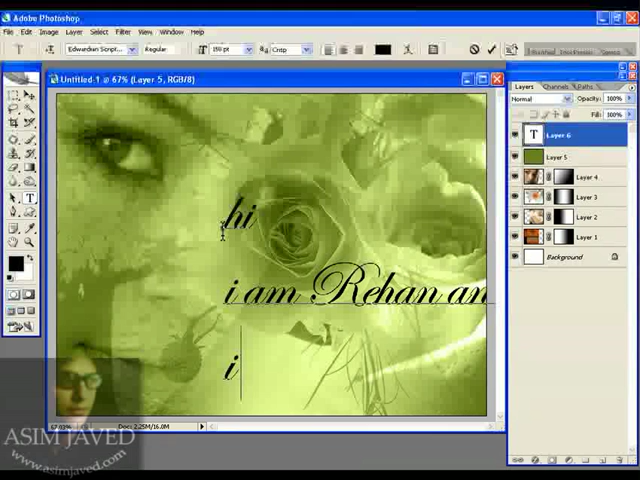 Adobe Photoshop
File Edit Image Layer Select Filter View Window Help
Edwardian Script... Regular 150 pt Crisp
Untitled-1 @ 67% (Layer 5, RGB/8)
hi
i am Rehan an
i
Layers Channels Paths
Normal Opacity: 100%
Fill: 100%
T Layer 6
Layer 5
Layer 4
Layer 3
Layer 2
Layer 1
Background
Doc: 2.25M/16.0M
ASIM JAVED
www.asimjaved.com